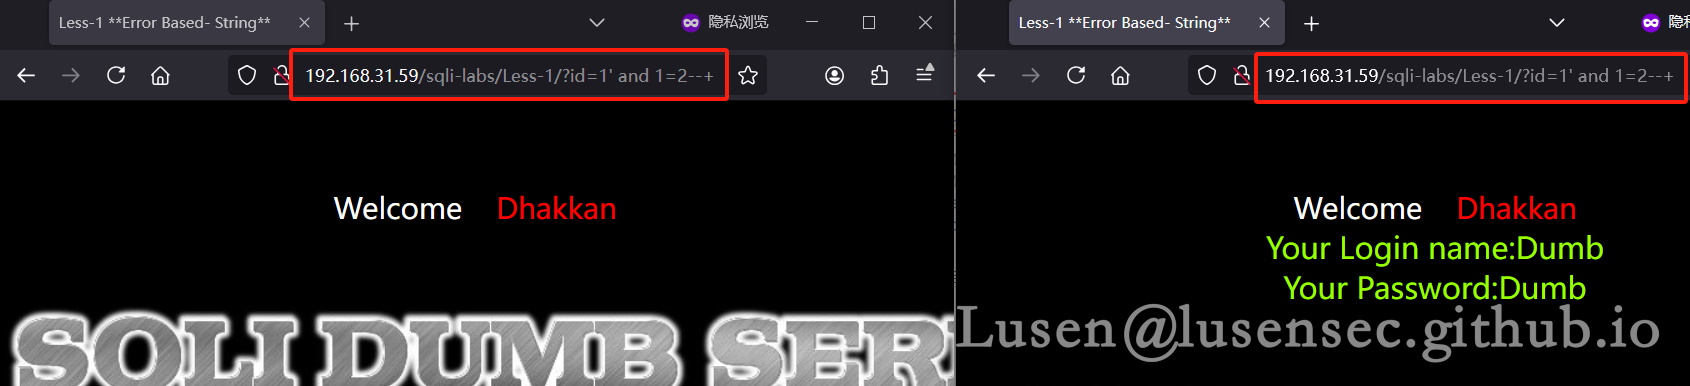 Less-1 **Error Based- String**
隐私浏览
192.168.31.59/sqli-labs/Less-1/?id=1' and 1=2--+
Welcome Dhakkan
SQLI DUMB SER
Less-1 **Error Based- String**
隐私
192.168.31.59/sqli-labs/Less-1/?id=1' and 1=2--+
Welcome Dhakkan
Your Login name:Dumb
Your Password:Dumb
Lusen@lusensec.github.io